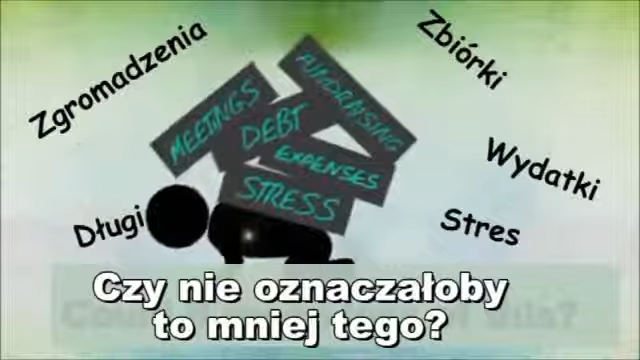 Zgromadzenia
Zbiórki
FUNDRAISING
MEETINGS
DEBT
EXPENSES
Wydatki
STRESS
Długi
Stres
Czy nie oznaczałoby
to mniej tego?